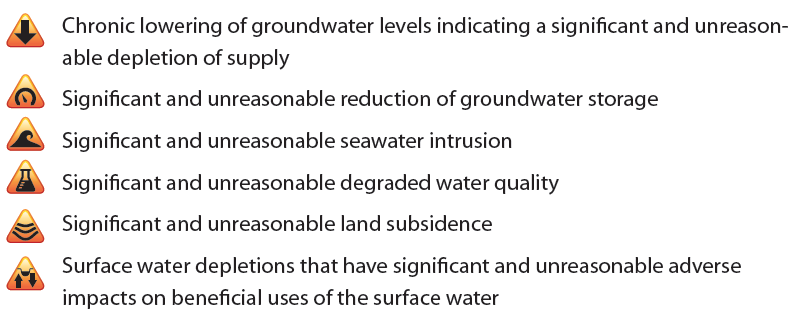 Chronic lowering of groundwater levels indicating a significant and unreason-
able depletion of supply
Significant and unreasonable reduction of groundwater storage
Significant and unreasonable seawater intrusion
Significant and unreasonable degraded water quality
Significant and unreasonable land subsidence
Surface water depletions that have significant and unreasonable adverse
impacts on beneficial uses of the surface water